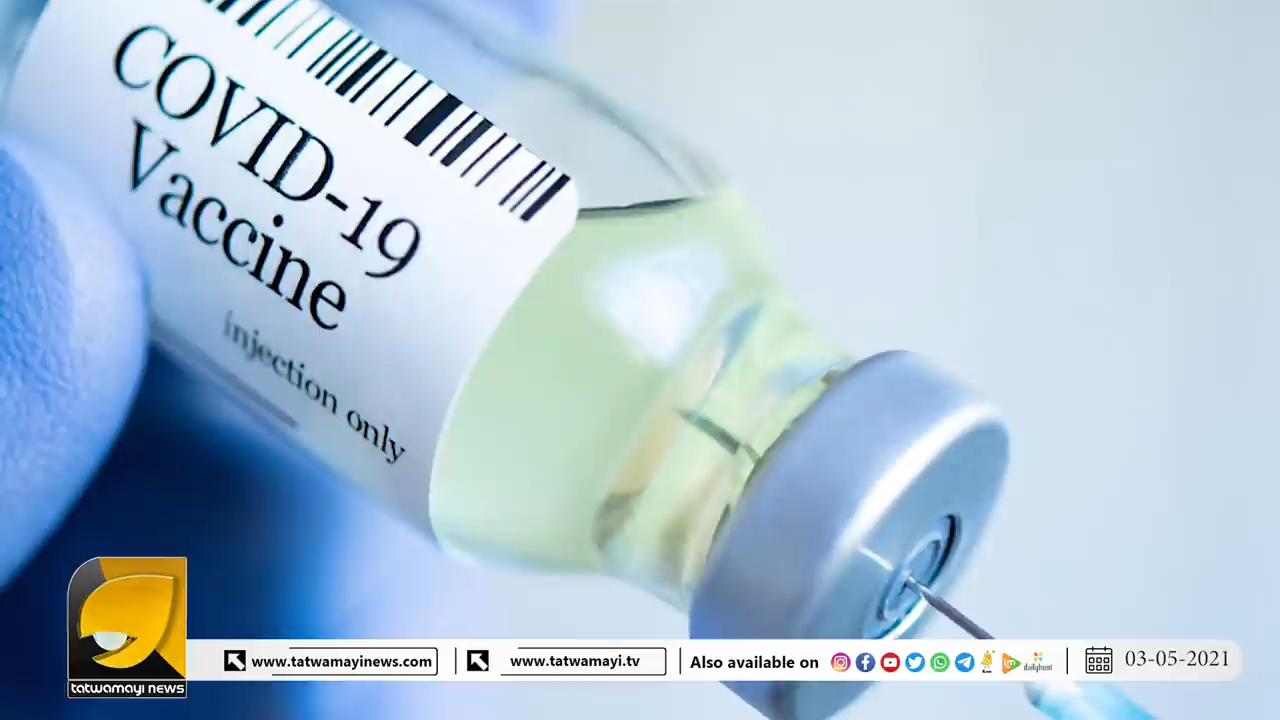 COVID-19
Vaccine
injection only
tatwamayi news
www.tatwamayinews.com
www.tatwamayi.tv
Also available on
dailyhunt
03-05-2021